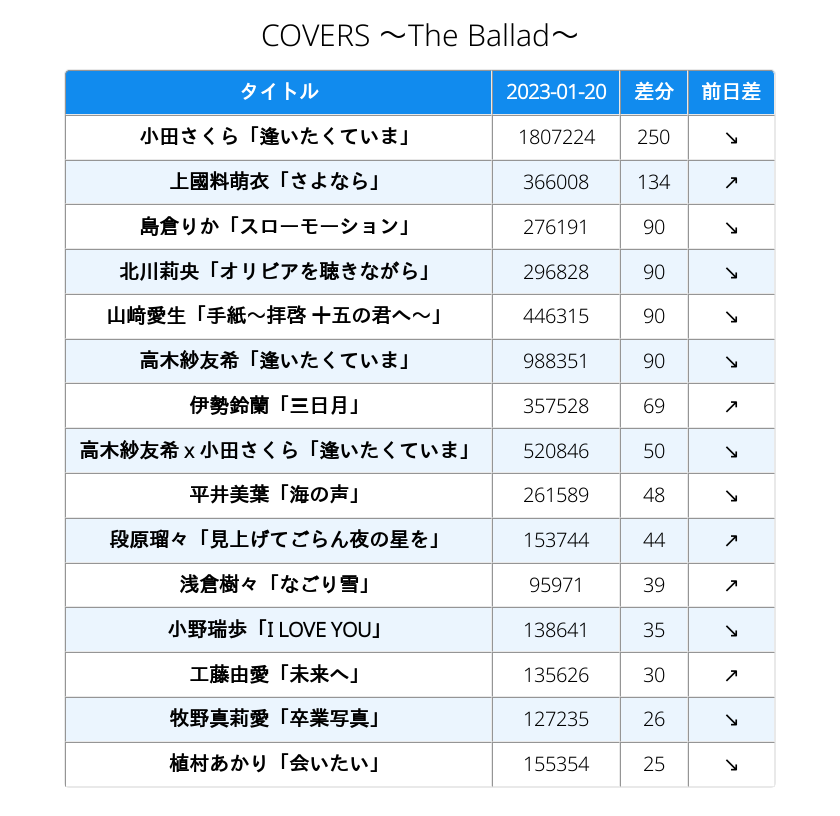 COVERS ～The Ballad～
タイトル 2023-01-20 差分 前日差
小田さくら「逢いたくていま」 1807224 250 ↘
上國料萌衣「さよなら」 366008 134 ↗
島倉りか「スローモーション」 276191 90 ↘
北川莉央「オリビアを聴きながら」 296828 90 ↘
山﨑愛生「手紙～拝啓 十五の君へ～」 446315 90 ↘
高木紗友希「逢いたくていま」 988351 90 ↘
伊勢鈴蘭「三日月」 357528 69 ↗
高木紗友希 x 小田さくら「逢いたくていま」 520846 50 ↘
平井美葉「海の声」 261589 48 ↘
段原瑠々「見上げてごらん夜の星を」 153744 44 ↗
浅倉樹々「なごり雪」 95971 39 ↗
小野瑞歩「I LOVE YOU」 138641 35 ↘
工藤由愛「未来へ」 135626 30 ↗
牧野真莉愛「卒業写真」 127235 26 ↘
植村あかり「会いたい」 155354 25 ↘